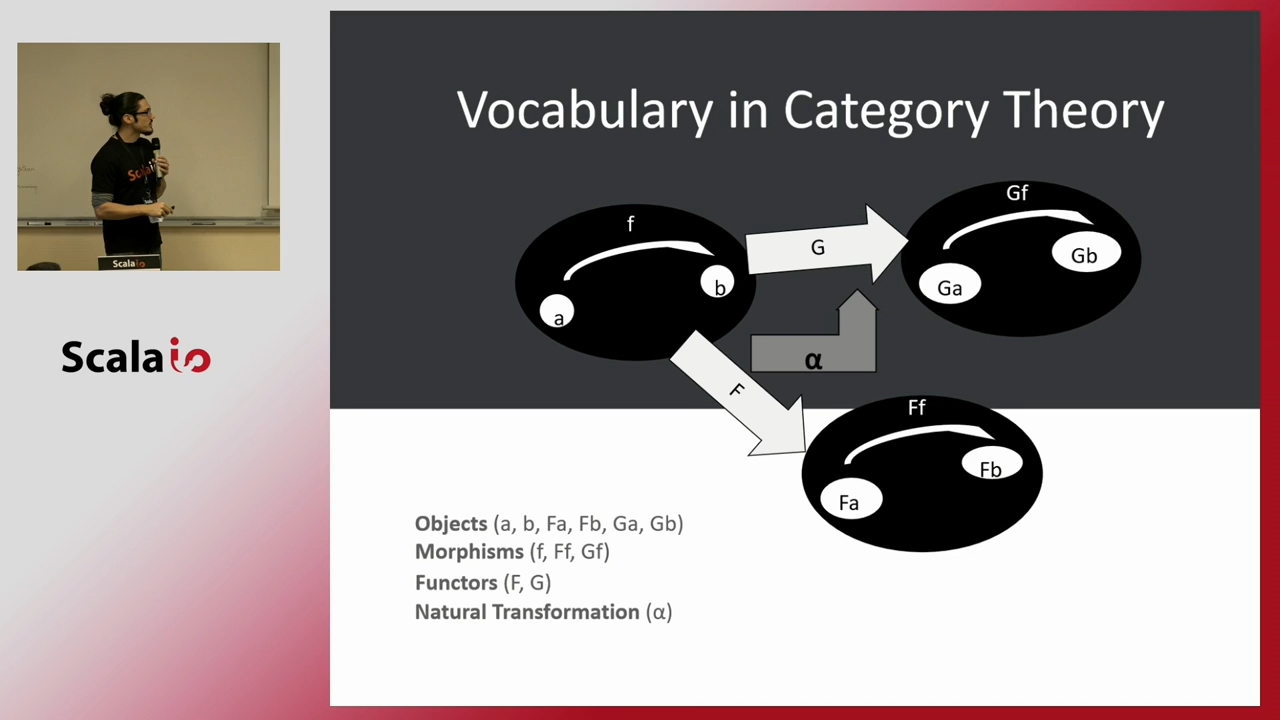 Vocabulary in Category Theory
f
a
b
G
Gf
Ga
Gb
α
F
Ff
Fa
Fb
Objects (a, b, Fa, Fb, Ga, Gb)
Morphisms (f, Ff, Gf)
Functors (F, G)
Natural Transformation (α)
Scalaio
Scalaio